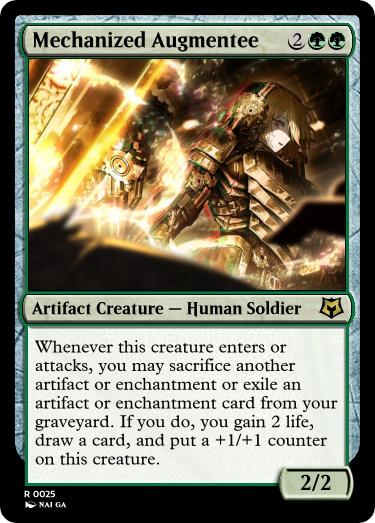 Mechanized Augmentee 2
Artifact Creature — Human Soldier
Whenever this creature enters or
attacks, you may sacrifice another
artifact or enchantment or exile an
artifact or enchantment card from your
graveyard. If you do, you gain 2 life,
draw a card, and put a +1/+1 counter
on this creature.
2/2
R 0025
NAI GA